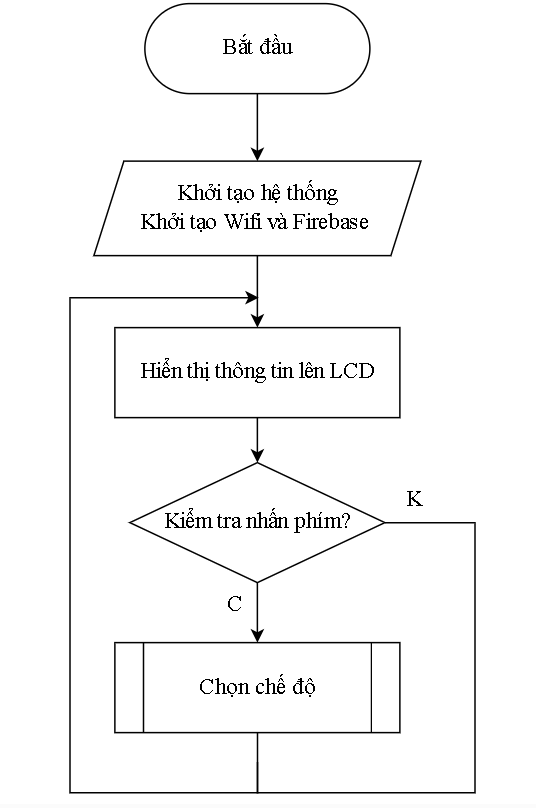 Bắt đầu
Khởi tạo hệ thống
Khởi tạo Wifi và Firebase
Hiển thị thông tin lên LCD
Kiểm tra nhấn phím?
K
C
Chọn chế độ